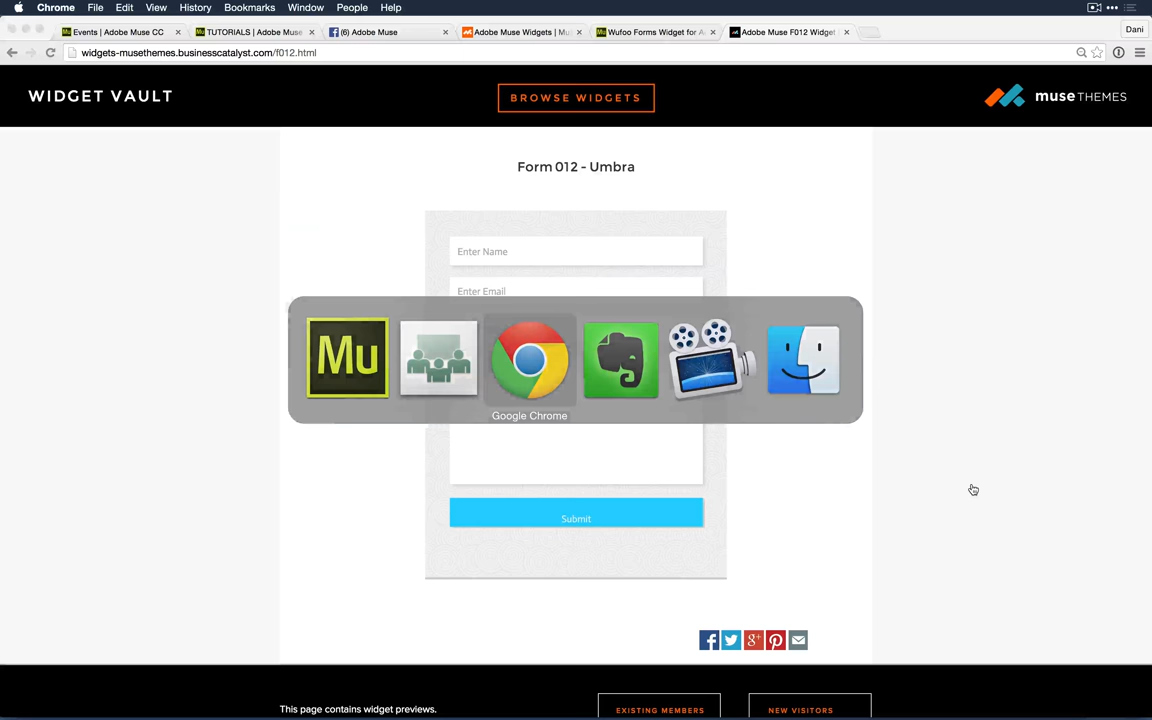 Chrome File Edit View History Bookmarks Window People Help
Events | Adobe Muse CC
TUTORIALS | Adobe Muse
(6) Adobe Muse
Adobe Muse Widgets | Mu
Wufoo Forms Widget for A
Adobe Muse F012 Widget
Dani
widgets-musethemes.businesscatalyst.com/f012.html
WIDGET VAULT
BROWSE WIDGETS
museTHEMES
Form 012 - Umbra
Enter Name
Enter Email
Mu
Google Chrome
Submit
This page contains widget previews.
EXISTING MEMBERS
NEW VISITORS